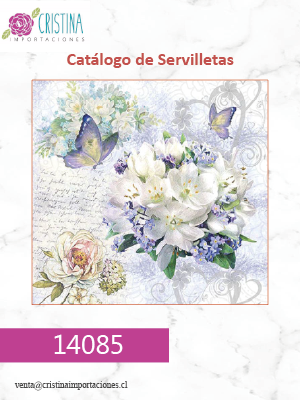 CRISTINA
IMPORTACIONES
Catálogo de Servilletas
14085
venta@cristinaimportaciones.cl